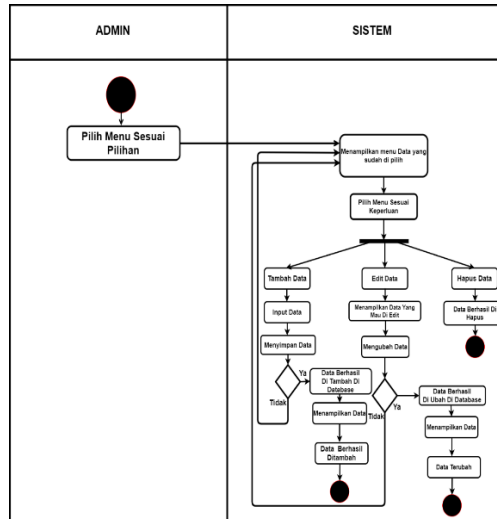 ADMIN
SISTEM
Pilih Menu Sesuai
Pilihan
Menampilkan menu Data yang
sudah di pilih
Pilih Menu Sesuai
Keperluan
Tambah Data
Edit Data
Hapus Data
Input Data
Menampilkan Data Yang
Mau Di Edit
Data Berhasil Di
Hapus
Menyimpan Data
Mengubah Data
Ya
Tidak
Data Berhasil
Di Tambah Di
Database
Menampilkan Data
Data Berhasil
Ditambah
Ya
Tidak
Data Berhasil
Di Ubah Di Database
Menampilkan Data
Data Terubah